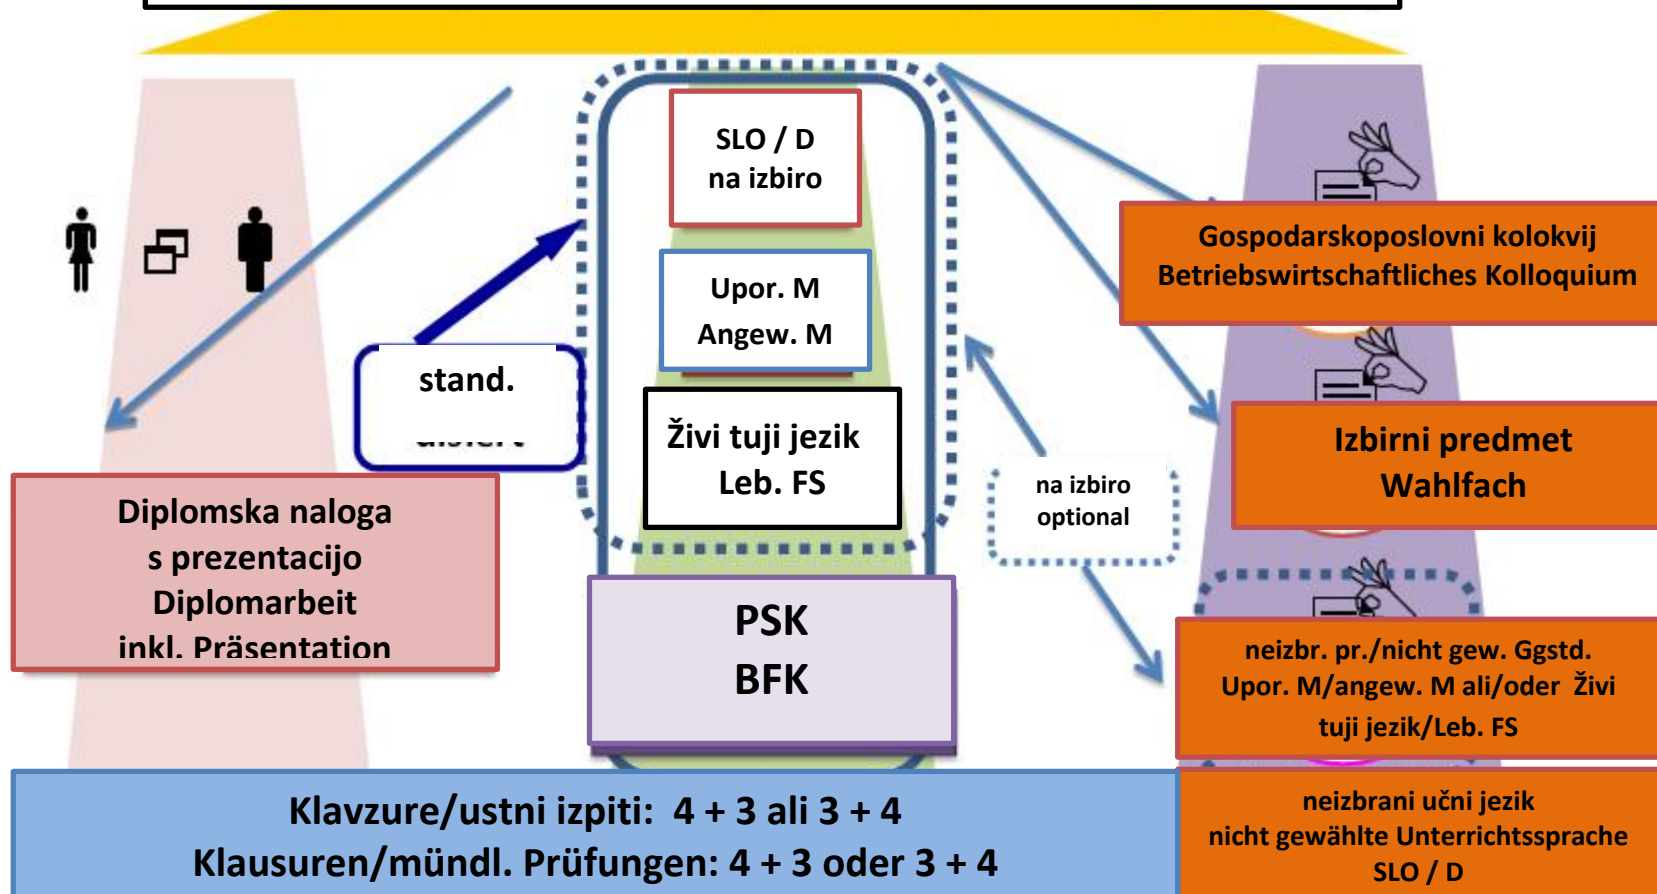 SLO / D
na izbiro
Upor. M
Angew. M
stand.
Živi tuji jezik
Leb. FS
PSK
BFK
Diplomska naloga
s prezentacijo
Diplomarbeit
inkl. Präsentation
na izbiro
optional
Gospodarskoposlovni kolokvij
Betriebswirtschaftliches Kolloquium
Izbirni predmet
Wahlfach
neizbr. pr./nicht gew. Ggstd.
Upor. M/angew. M ali/oder Živi
tuji jezik/Leb. FS
neizbrani učni jezik
nicht gewählte Unterrichtssprache
SLO / D
Klavzure/ustni izpiti: 4 + 3 ali 3 + 4
Klausuren/mündl. Prüfungen: 4 + 3 oder 3 + 4